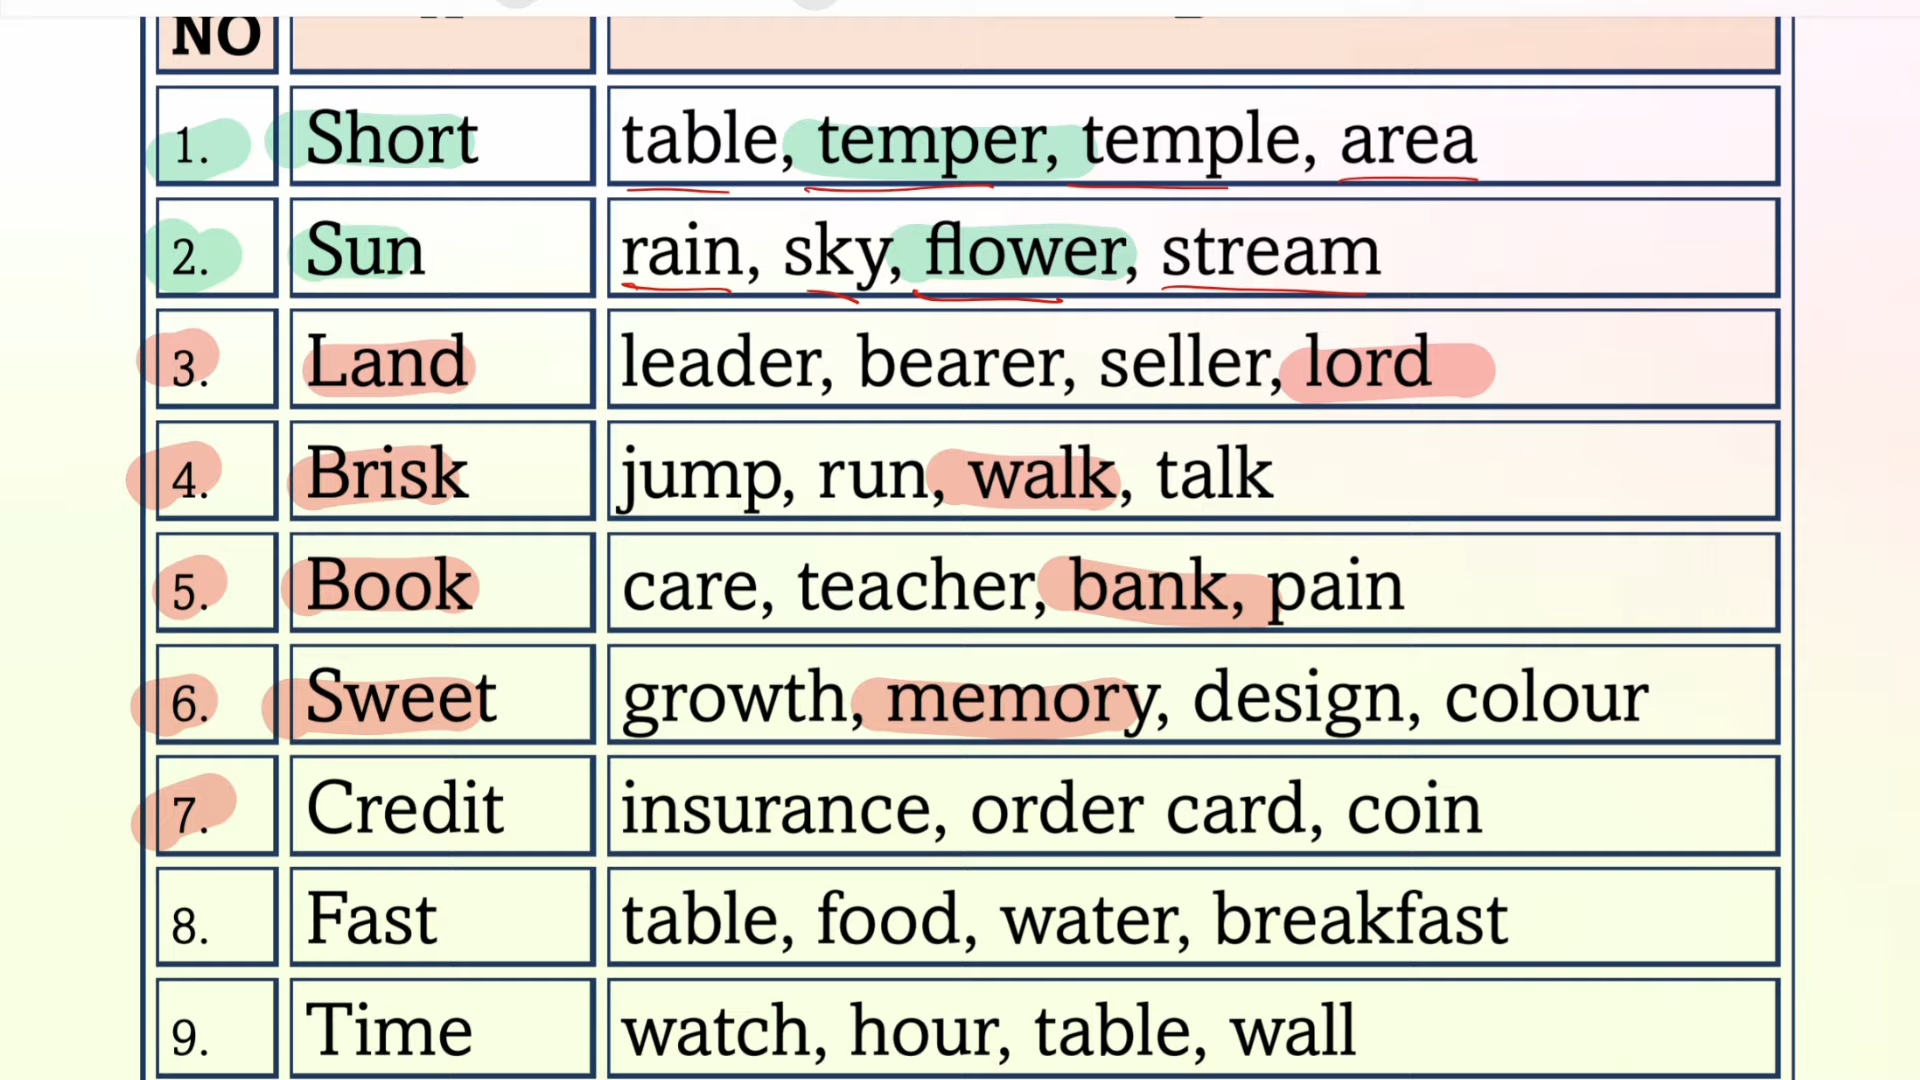 NO
1. Short table, temper, temple, area
2. Sun rain, sky, flower, stream
3. Land leader, bearer, seller, lord
4. Brisk jump, run, walk, talk
5. Book care, teacher, bank, pain
6. Sweet growth, memory, design, colour
7. Credit insurance, order card, coin
8. Fast table, food, water, breakfast
9. Time watch, hour, table, wall